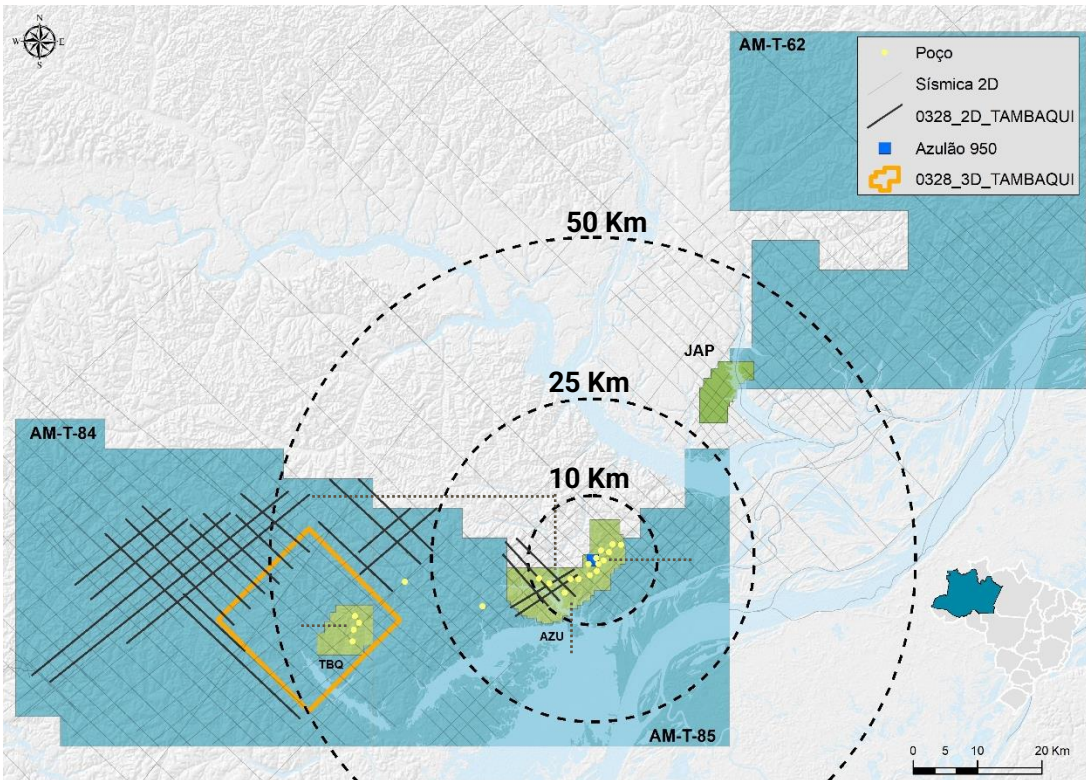 N
W E
S
AM-T-62
Poço
Sísmica 2D
0328_2D_TAMBAQUI
Azulão 950
0328_3D_TAMBAQUI
50 Km
JAP
25 Km
AM-T-84
10 Km
AZU
TBQ
AM-T-85
0 5 10 20 Km